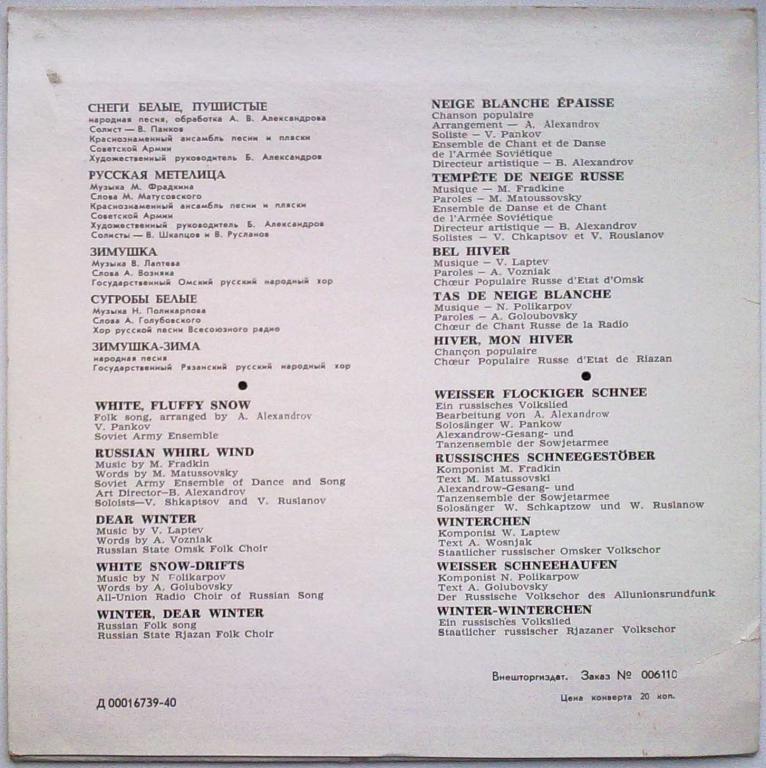 СНЕГИ БЕЛЫЕ, ПУШИСТЫЕ
народная песня, обработка А. В. Александрова
Солист — В. Панков
Краснознаменный ансамбль песни и пляски
Советской Армии
Художественный руководитель Б. Александров
РУССКАЯ МЕТЕЛИЦА
Музыка М. Фрадкина
Слова М. Матусовского
Краснознаменный ансамбль песни и пляски
Советской Армии
Художественный руководитель Б. Александров
Солисты — В. Шкапцов и В. Русланов
ЗИМУШКА
Музыка В. Лаптева
Слова А. Возняка
Государственный Омский русский народный хор
СУГРОБЫ БЕЛЫЕ
Музыка Н. Поликарпова
Слова А. Голубовского
Хор русской песни Всесоюзного радио
ЗИМУШКА-ЗИМА
народная песня
Государственный Рязанский русский народный хор
WHITE, FLUFFY SNOW
Folk song, arranged by A. Alexandrov
V. Pankov
Soviet Army Ensemble
RUSSIAN WHIRL WIND
Music by M. Fradkin
Words by M. Matussovsky
Soviet Army Ensemble of Dance and Song
Art Director—B. Alexandrov
Soloists—V. Shkaptsov and V. Ruslanov
DEAR WINTER
Music by V. Laptev
Words by A. Vozniak
Russian State Omsk Folk Choir
WHITE SNOW-DRIFTS
Music by N. Polikarpov
Words by A. Golubovsky
All-Union Radio Choir of Russian Song
WINTER, DEAR WINTER
Russian Folk song
Russian State Rjazan Folk Choir
Д 00016739-40
NEIGE BLANCHE ÉPAISSE
Chanson populaire
Arrangement — A. Alexandrov
Soliste — V. Pankov
Ensemble de Chant et de Danse
de l'Armée Soviétique
Directeur artistique — B. Alexandrov
TEMPÊTE DE NEIGE RUSSE
Musique — M. Fradkine
Paroles — M. Matoussovsky
Ensemble de Danse et de Chant
de l'Armée Soviétique
Directeur artistique — B. Alexandrov
Solistes — V. Chkaptsov et V. Rouslanov
BEL HIVER
Musique — V. Laptev
Paroles — A. Vozniak
Chœur Populaire Russe d'Etat d'Omsk
TAS DE NEIGE BLANCHE
Musique — N. Polikarpov
Paroles — A. Goloubovsky
Chœur de Chant Russe de la Radio
HIVER, MON HIVER
Chançon populaire
Chœur Populaire Russe d'Etat de Riazan
WEISSER FLOCKIGER SCHNEE
Ein russisches Volkslied
Bearbeitung von A. Alexandrow
Solosänger W. Pankow
Alexandrow-Gesang- und
Tanzensemble der Sowjetarmee
RUSSISCHES SCHNEEGESTÖBER
Komponist M. Fradkin
Text M. Matussovski
Alexandrow-Gesang- und
Tanzensemble der Sowjetarmee
Solosänger W. Schkaptzow und W. Ruslanow
WINTERCHEN
Komponist W. Laptew
Text A. Wosnjak
Staatlicher russischer Omsker Volkschor
WEISSER SCHNEEHAUFEN
Komponist N. Polikarpow
Text A. Golubovsky
Der Russische Volkschor des Allunionsrundfunk
WINTER-WINTERCHEN
Ein russisches Volkslied
Staatlicher russischer Rjazaner Volkschor
Внешторгиздат. Заказ № 006110
Цена конверта 20 коп.